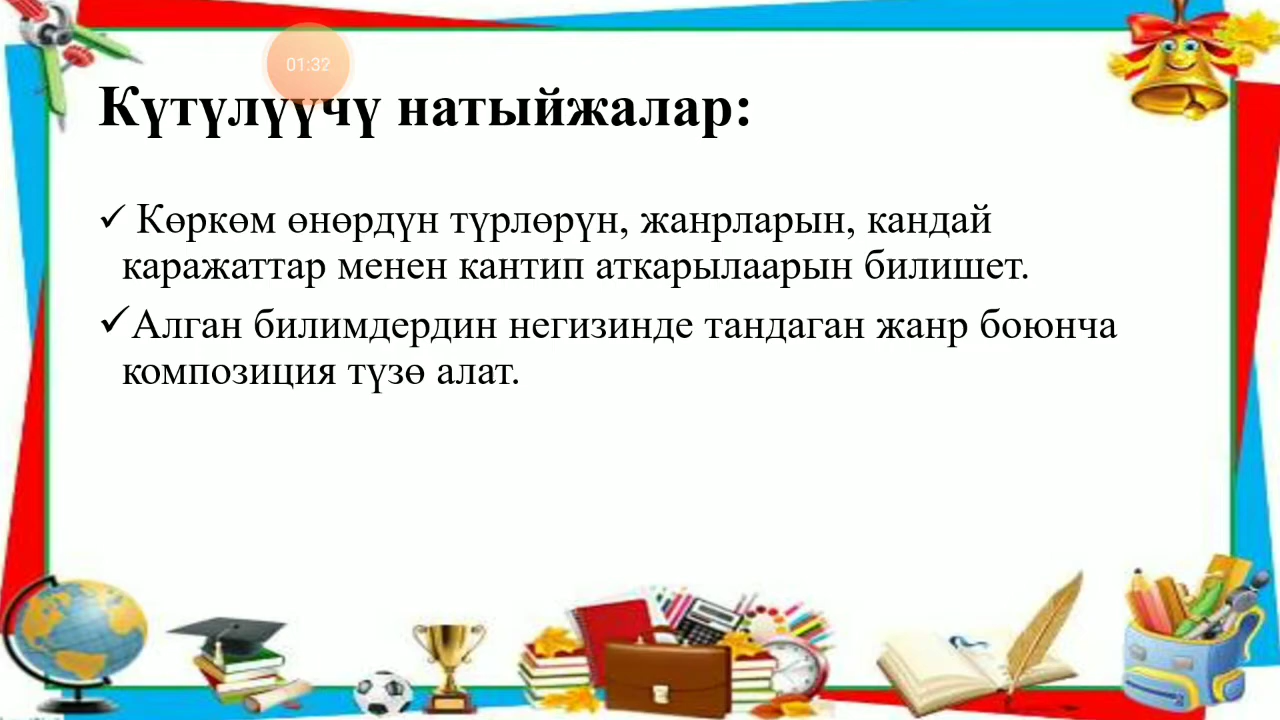 01:32
Күтүлүүчү натыйжалар:
✓ Көркөм өнөрдүн түрлөрүн, жанрларын, кандай
каражаттар менен кантип аткарылаарын билишет.
✓Алган билимдердин негизинде тандаган жанр боюнча
композиция түзө алат.